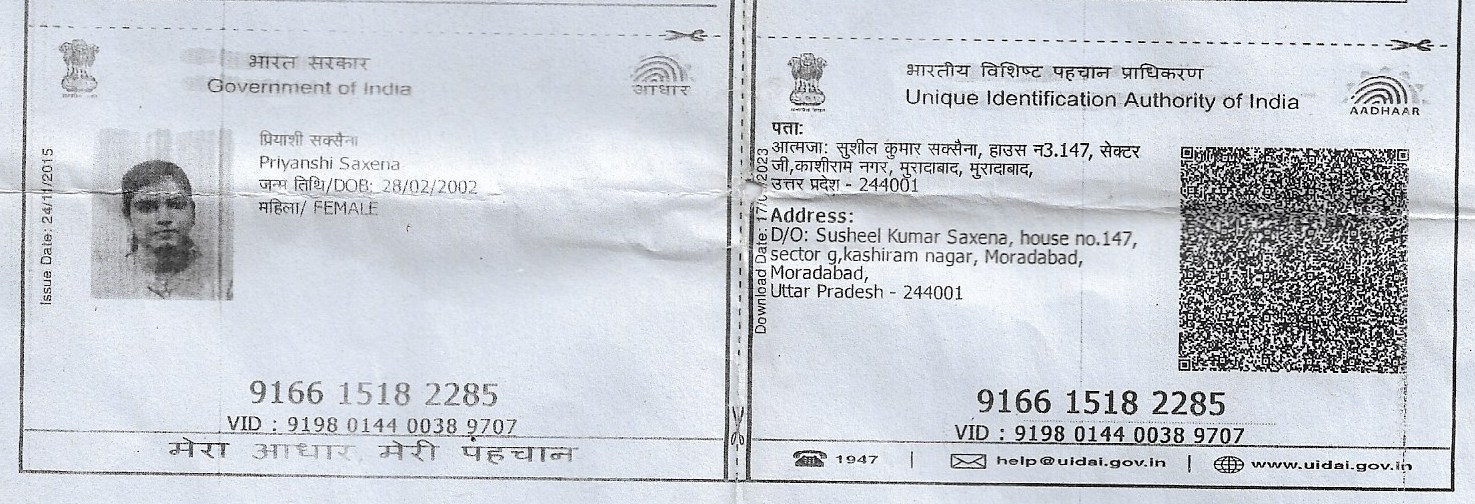 भारत सरकार
Government of India
आधार
Issue Date: 24/11/2015
प्रियाशी सक्सैना
Priyanshi Saxena
जन्म तिथि/DOB: 28/02/2002
महिला/ FEMALE
9166 1518 2285
VID : 9198 0144 0038 9707
मेरा आधार मेरी पंहचान
भारतीय विशिष्ट पहचान प्राधिकरण
Unique Identification Authority of India
AADHAAR
Download Date:
पता:
आत्मजा: सुशील कुमार सक्सैना, हाउस न3.147, सेक्टर
जी,काशीराम नगर, मुरादाबाद, मुरादाबाद,
उत्तर प्रदेश - 244001
Address:
D/O: Susheel Kumar Saxena, house no.147,
sector g,kashiram nagar, Moradabad,
Moradabad,
Uttar Pradesh - 244001
9166 1518 2285
VID : 9198 0144 0038 9707
1947 | help@uidai.gov.in | www.uidai.gov.in